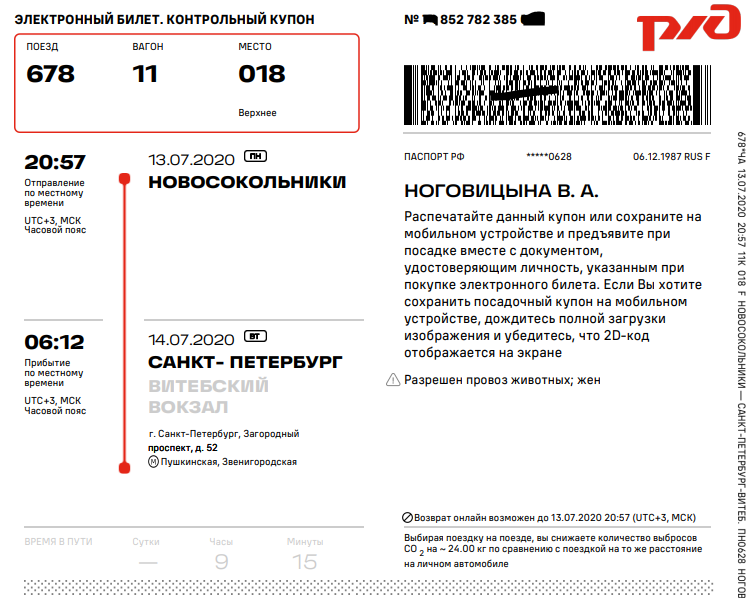 ЭЛЕКТРОННЫЙ БИЛЕТ. КОНТРОЛЬНЫЙ КУПОН
ПОЕЗД ВАГОН МЕСТО
678 11 018
Верхнее
20:57
Отправление
по местному
времени
UTC+3, МСК
Часовой пояс
13.07.2020 ПН
НОВОСОКОЛЬНИКИ
06:12
Прибытие
по местному
времени
UTC+3, МСК
Часовой пояс
14.07.2020 ВТ
САНКТ- ПЕТЕРБУРГ
ВИТЕБСКИЙ
ВОКЗАЛ
г. Санкт-Петербург, Загородный
проспект, д. 52
М Пушкинская, Звенигородская
ВРЕМЯ В ПУТИ Сутки Часы Минуты
— 9 15
№ 852 782 385
РЖД
ПАСПОРТ РФ *****0628 06.12.1987 RUS F
НОГОВИЦЫНА В. А.
Распечатайте данный купон или сохраните на
мобильном устройстве и предъявите при
посадке вместе с документом,
удостоверяющим личность, указанным при
покупке электронного билета. Если Вы хотите
сохранить посадочный купон на мобильном
устройстве, дождитесь полной загрузки
изображения и убедитесь, что 2D-код
отображается на экране
Разрешен провоз животных; жен
Возврат онлайн возможен до 13.07.2020 20:57 (UTC+3, МСК)
Выбирая поездку на поезде, вы снижаете количество выбросов
CO 2 на ~ 24.00 кг по сравнению с поездкой на то же расстояние
на личном автомобиле
678*ЧА 13.07.2020 20:57 11К 018 F НОВОСОКОЛЬНИКИ — САНКТ-ПЕТЕРБУРГ-ВИТЕБ. ПН0628 НОГОВ